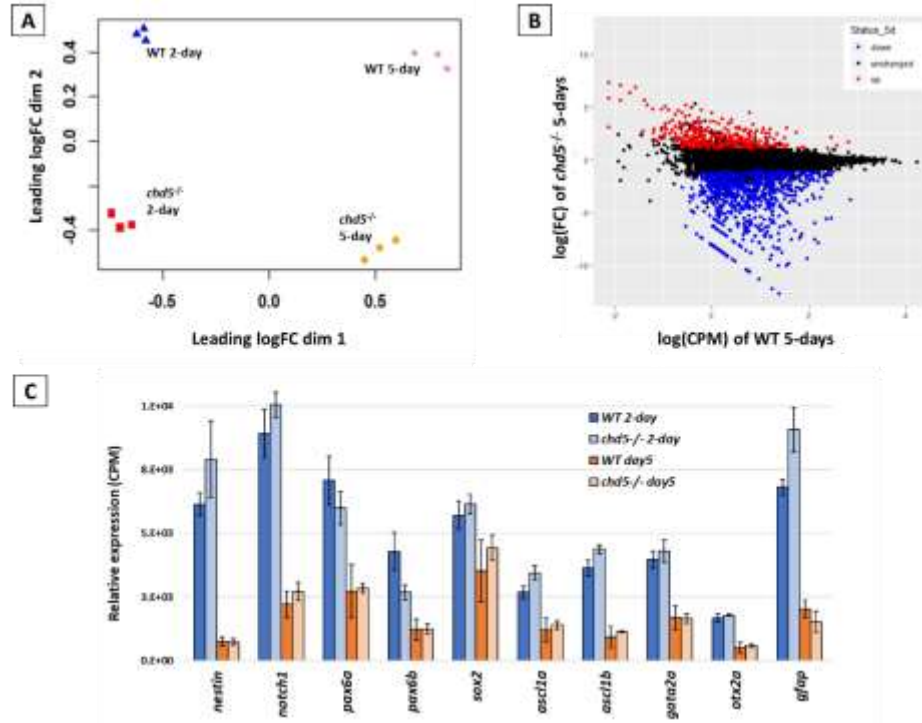 A
Leading logFC dim 2
0.4
0.2
0.0
-0.4
WT 2-day
WT 5-day
chd5-/-
2-day
chd5-/-
5-day
-0.5
0.0
0.5
Leading logFC dim 1
B
log(FC) of chd5-/- 5-days
Status_5d
down
unchanged
up
log(CPM) of WT 5-days
C
Relative expression (CPM)
1.E+04
8.E+03
5.E+03
3.E+03
0.E+00
WT 2-day
chd5-/- 2-day
WT day5
chd5-/- day5
nestin
notch1
pax6a
pax6b
sox2
ascl1a
ascl1b
gata2a
otx2a
gfap